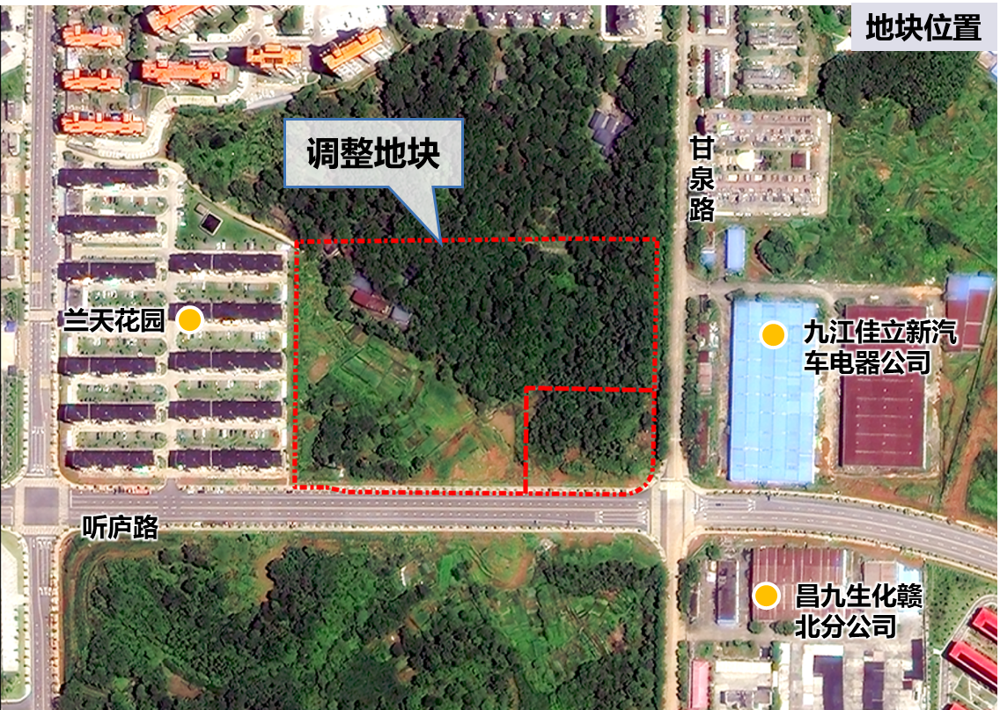 地块位置
调整地块
甘泉路
兰天花园
九江佳立新汽
车电器公司
听庐路
昌九生化赣
北分公司